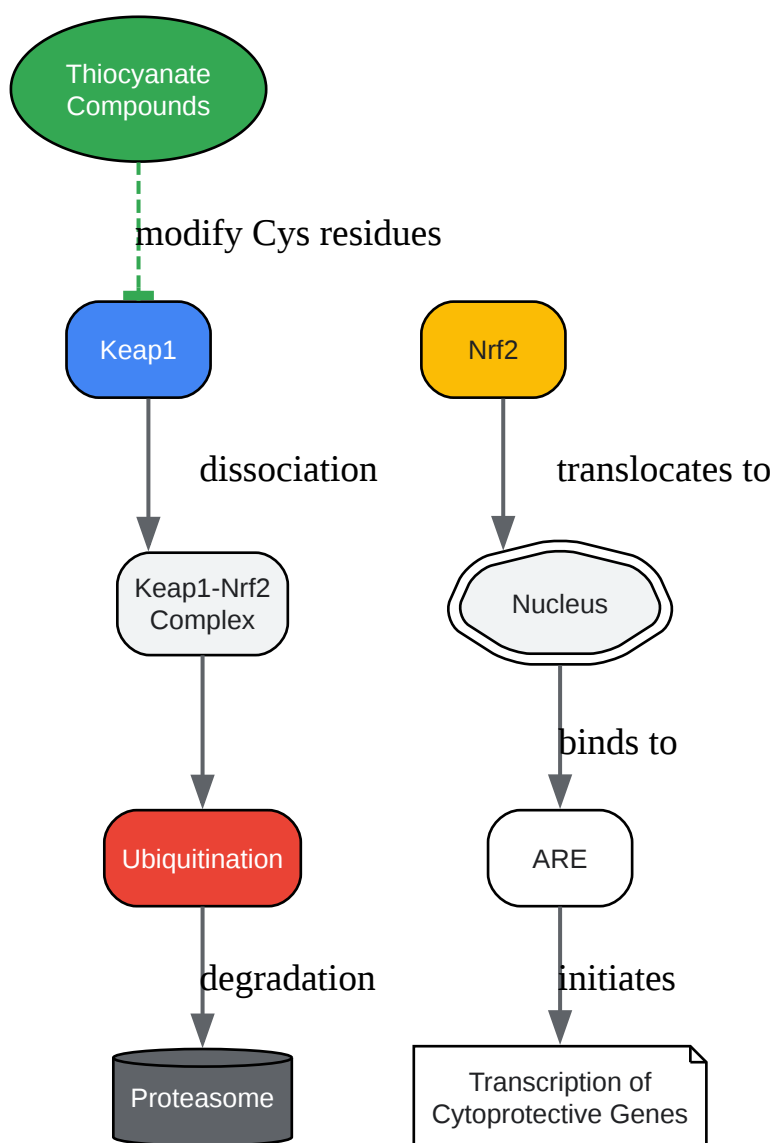 Thiocyanate
Compounds
modify Cys residues
Keap1
Nrf2
dissociation
translocates to
Keap1-Nrf2
Complex
Nucleus
binds to
Ubiquitination
ARE
degradation
initiates
Proteasome
Transcription of
Cytoprotective Genes